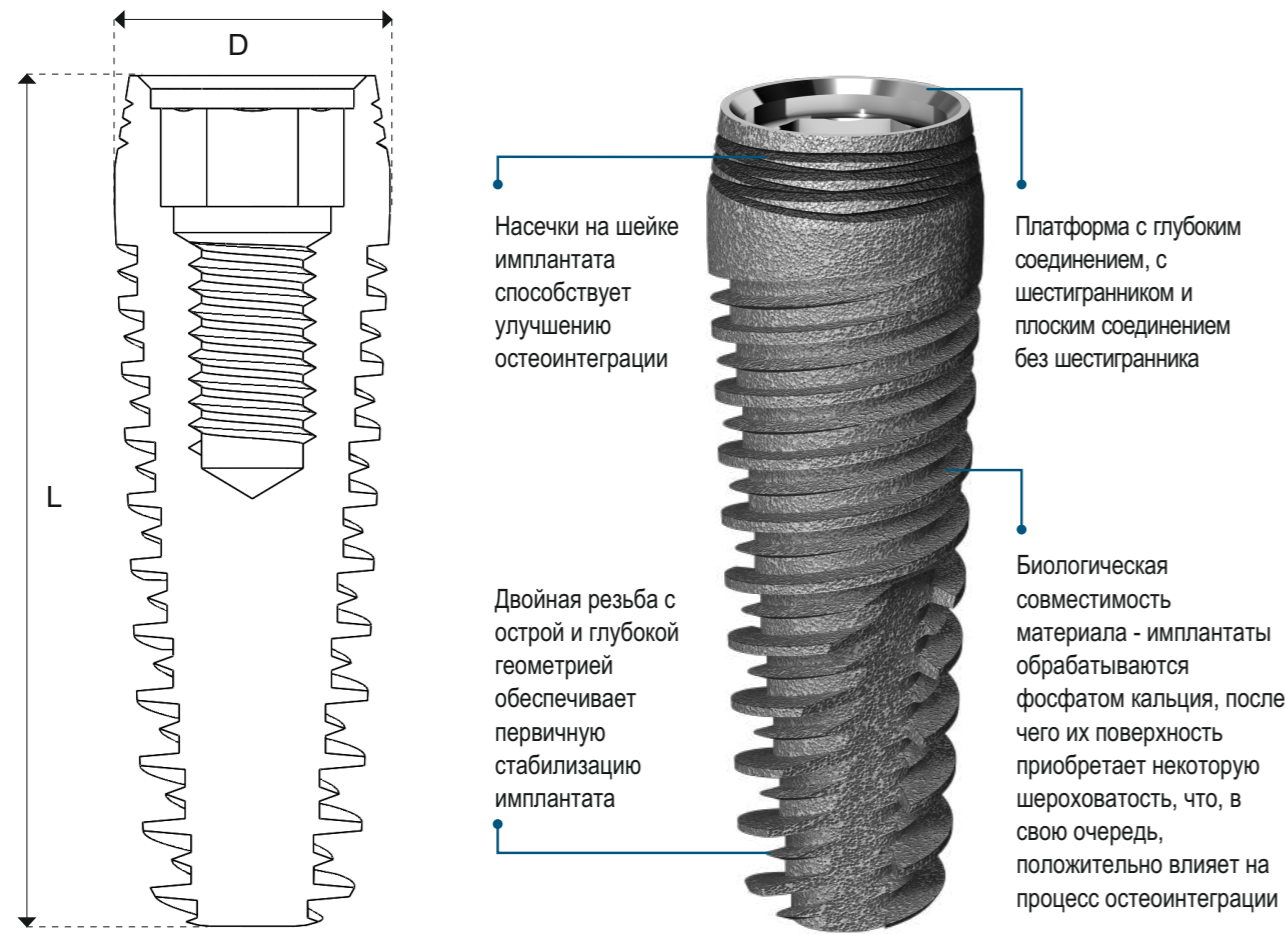 D
L
Насечки на шейке
имплантата
способствует
улучшению
остеоинтеграции
Платформа с глубоким
соединением, с
шестигранником и
плоским соединением
без шестигранника
Двойная резьба с
острой и глубокой
геометрией
обеспечивает
первичную
стабилизацию
имплантата
Биологическая
совместимость
материала - имплантаты
обрабатываются
фосфатом кальция, после
чего их поверхность
приобретает некоторую
шероховатость, что, в
свою очередь,
положительно влияет на
процесс остеоинтеграции